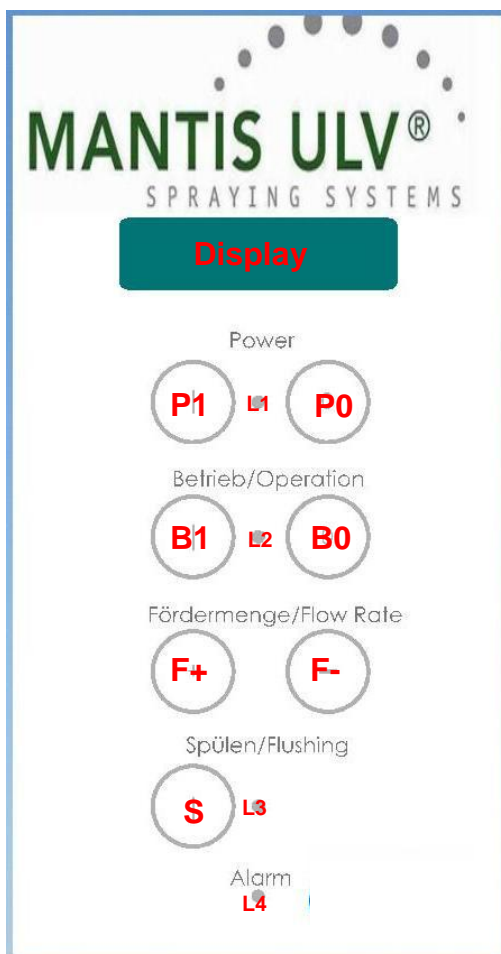 MANTIS ULV®
SPRAYING SYSTEMS
Display
Power
P1 L1 P0
Betrieb/Operation
B1 L2 B0
Fördermenge/Flow Rate
F+ F-
Spülen/Flushing
S L3
Alarm
L4